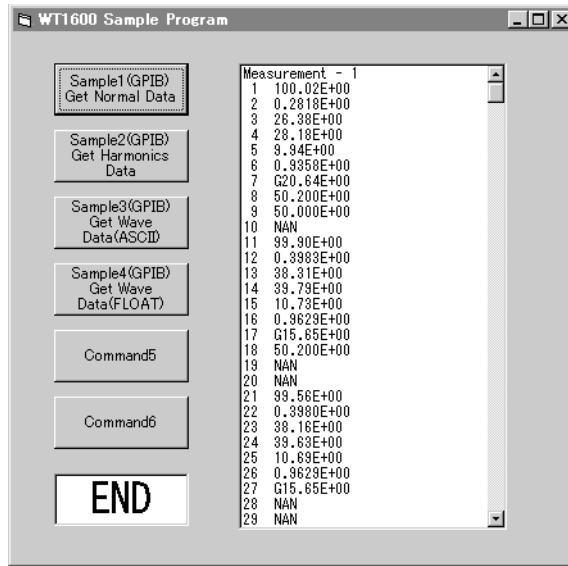 WT1600 Sample Program
Sample1(GPIB)
Get Normal Data
Sample2(GPIB)
Get Harmonics
Data
Sample3(GPIB)
Get Wave
Data(ASCII)
Sample4(GPIB)
Get Wave
Data(FLOAT)
Command5
Command6
END
Measurement - 1
1 100.02E+00
2 0.2818E+00
3 26.38E+00
4 28.18E+00
5 9.94E+00
6 0.9358E+00
7 G20.64E+00
8 50.200E+00
9 50.000E+00
10 NAN
11 99.90E+00
12 0.3983E+00
13 38.31E+00
14 39.79E+00
15 10.73E+00
16 0.9629E+00
17 G15.65E+00
18 50.200E+00
19 NAN
20 NAN
21 99.56E+00
22 0.3980E+00
23 38.16E+00
24 39.63E+00
25 10.69E+00
26 0.9629E+00
27 G15.65E+00
28 NAN
29 NAN